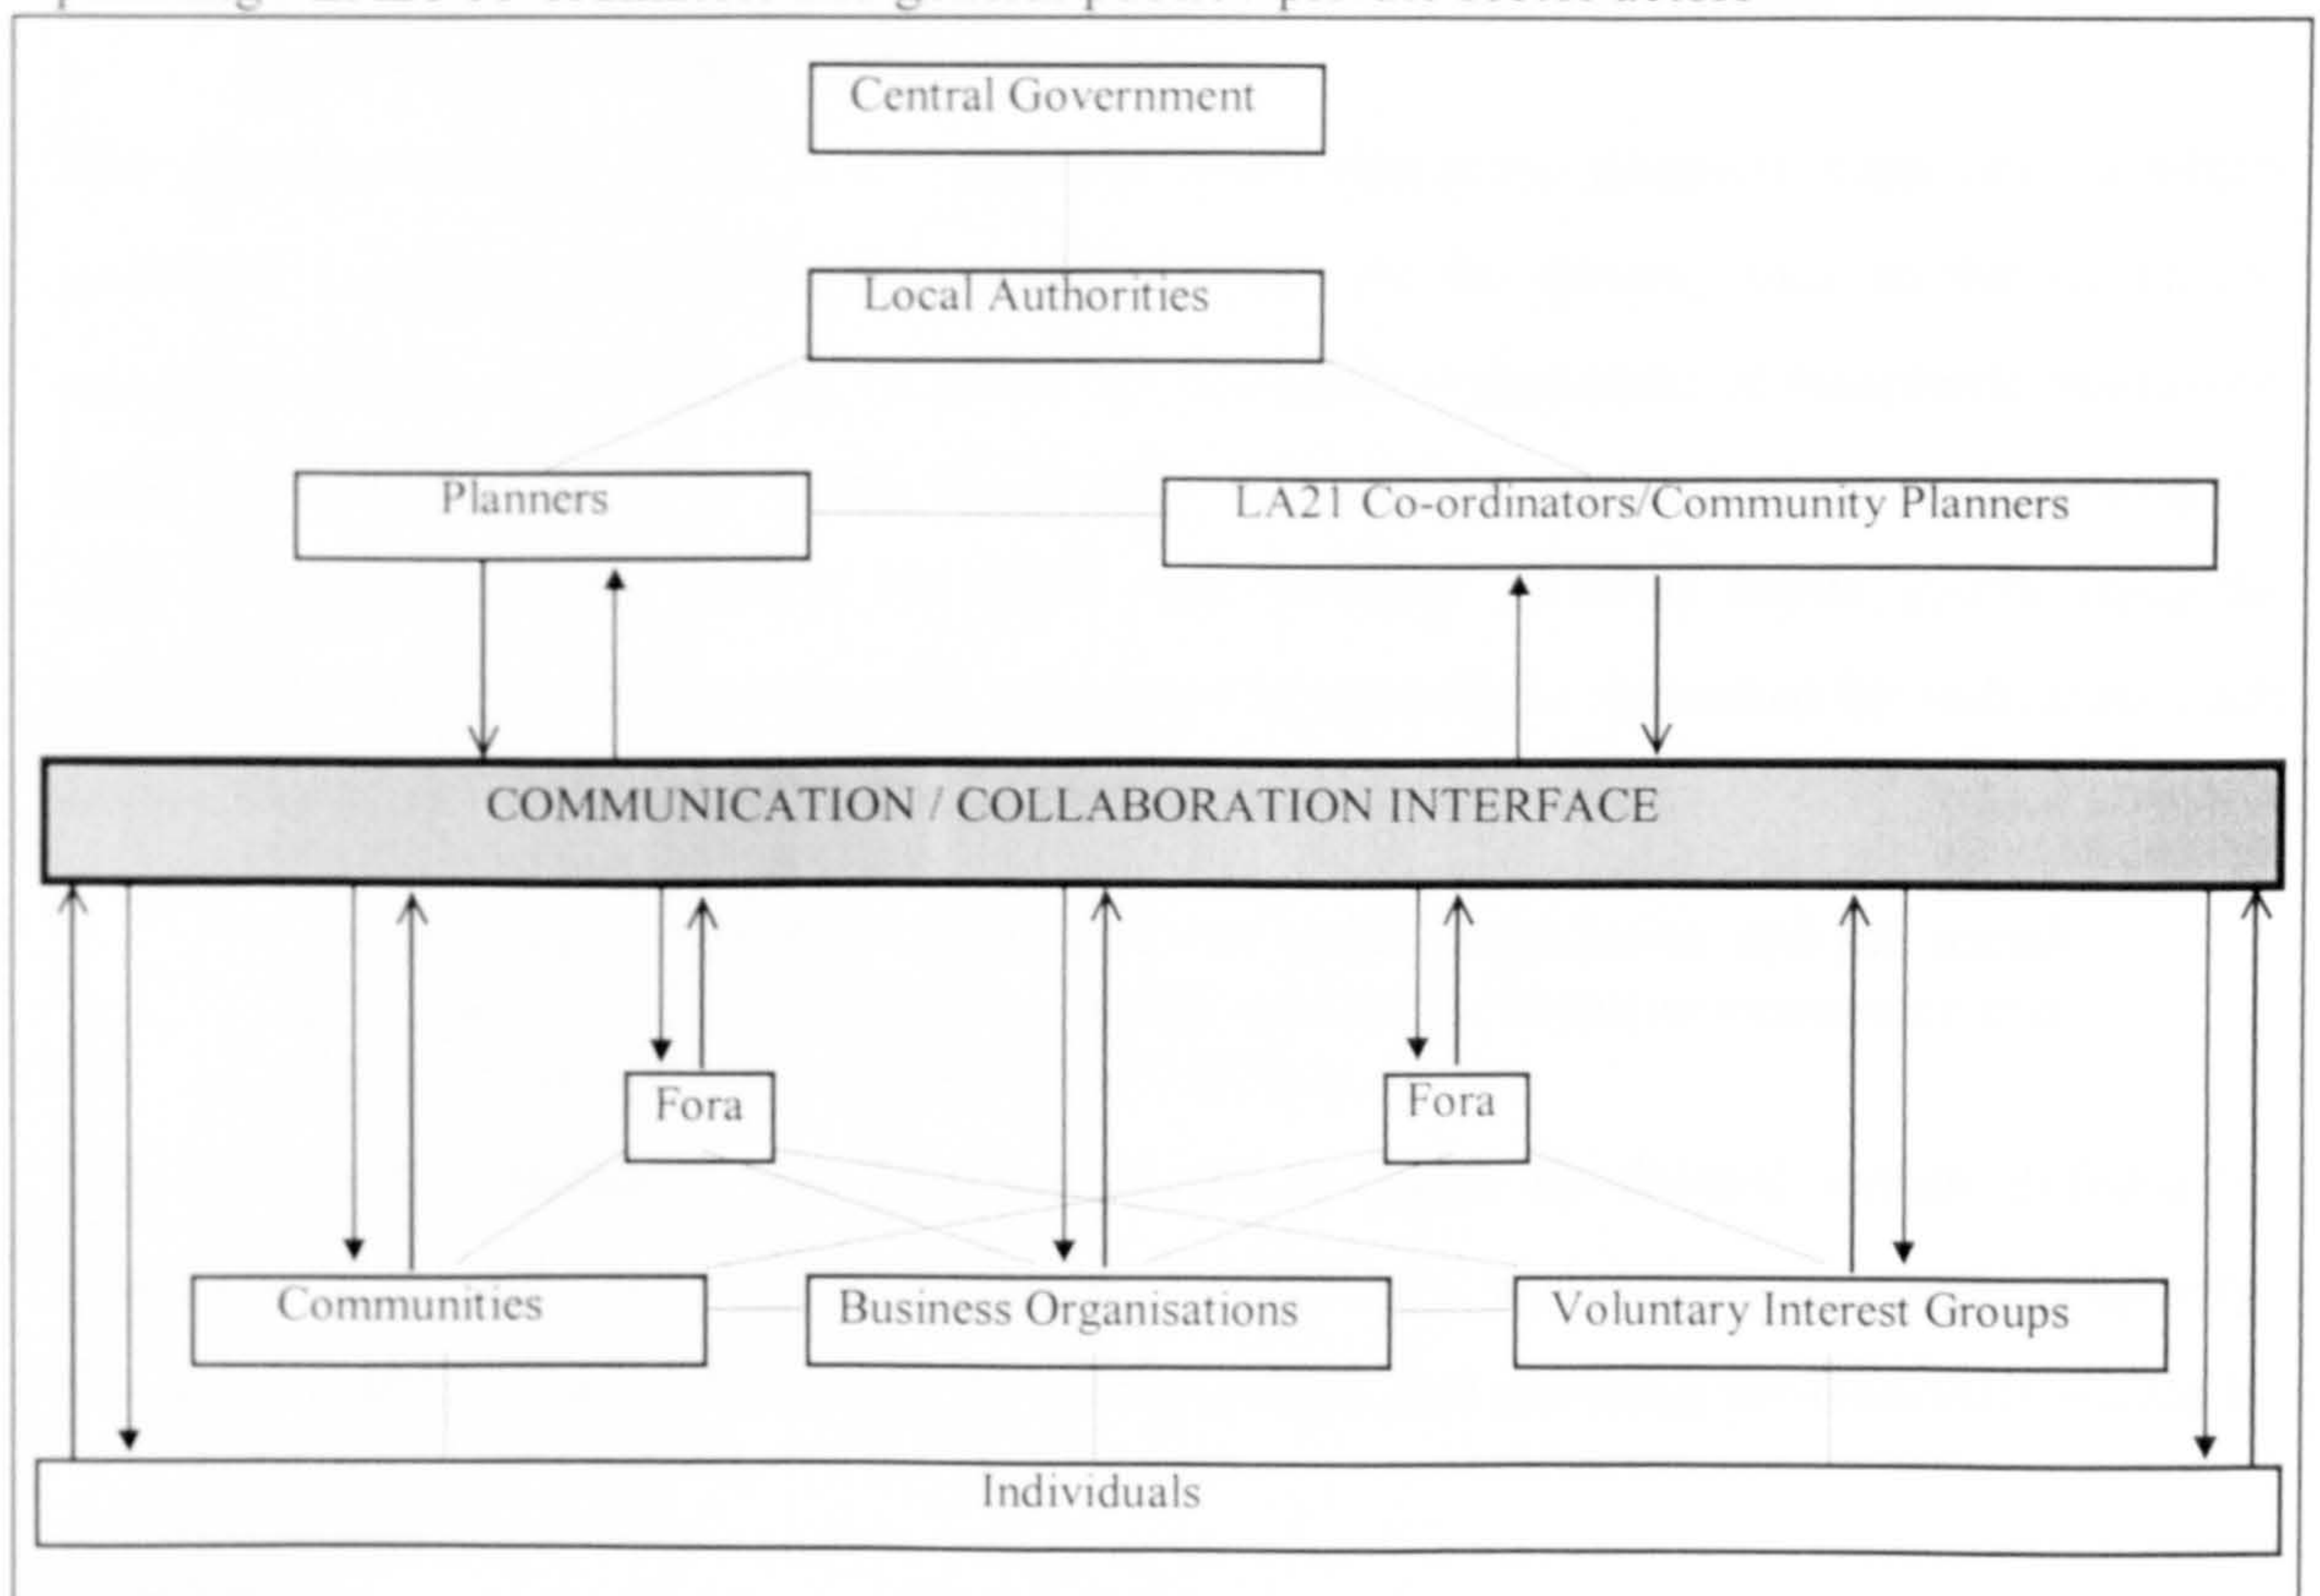 Central Government
Local Authorities
Planners
LA21 Co-ordinators/Community Planners
COMMUNICATION / COLLABORATION INTERFACE
Fora
Fora
Communities
Business Organisations
Voluntary Interest Groups
Individuals